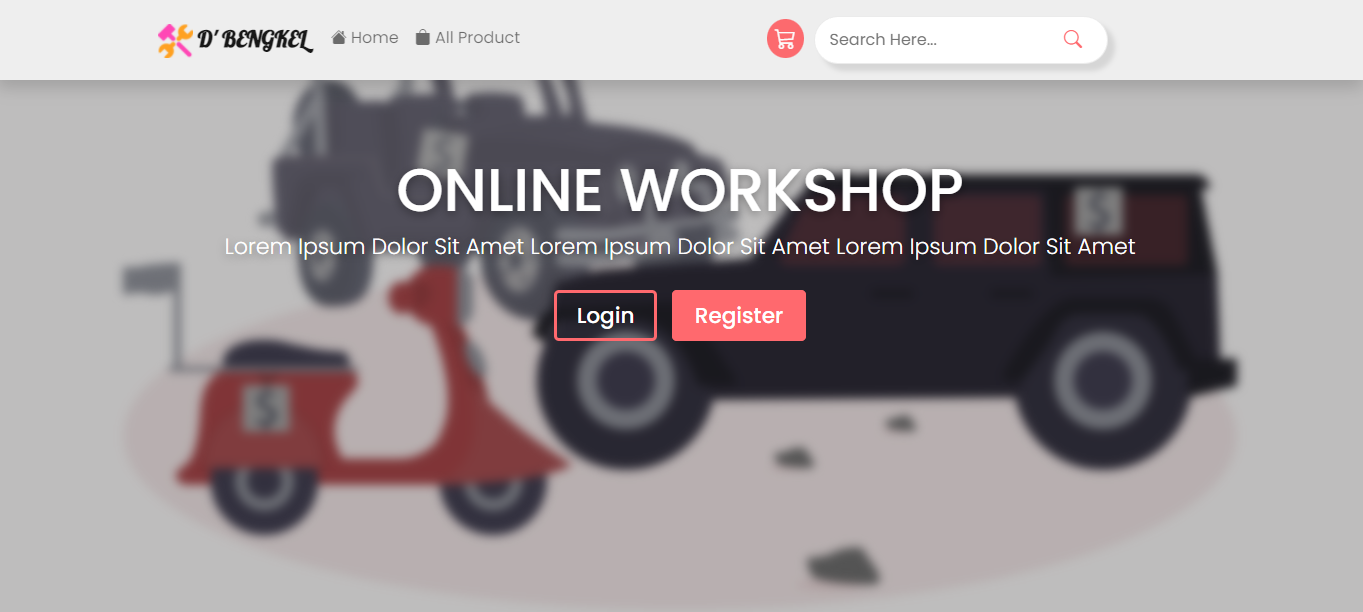 D' BENGKEL
Home
All Product
Search Here...
ONLINE WORKSHOP
Lorem Ipsum Dolor Sit Amet Lorem Ipsum Dolor Sit Amet Lorem Ipsum Dolor Sit Amet
Login
Register